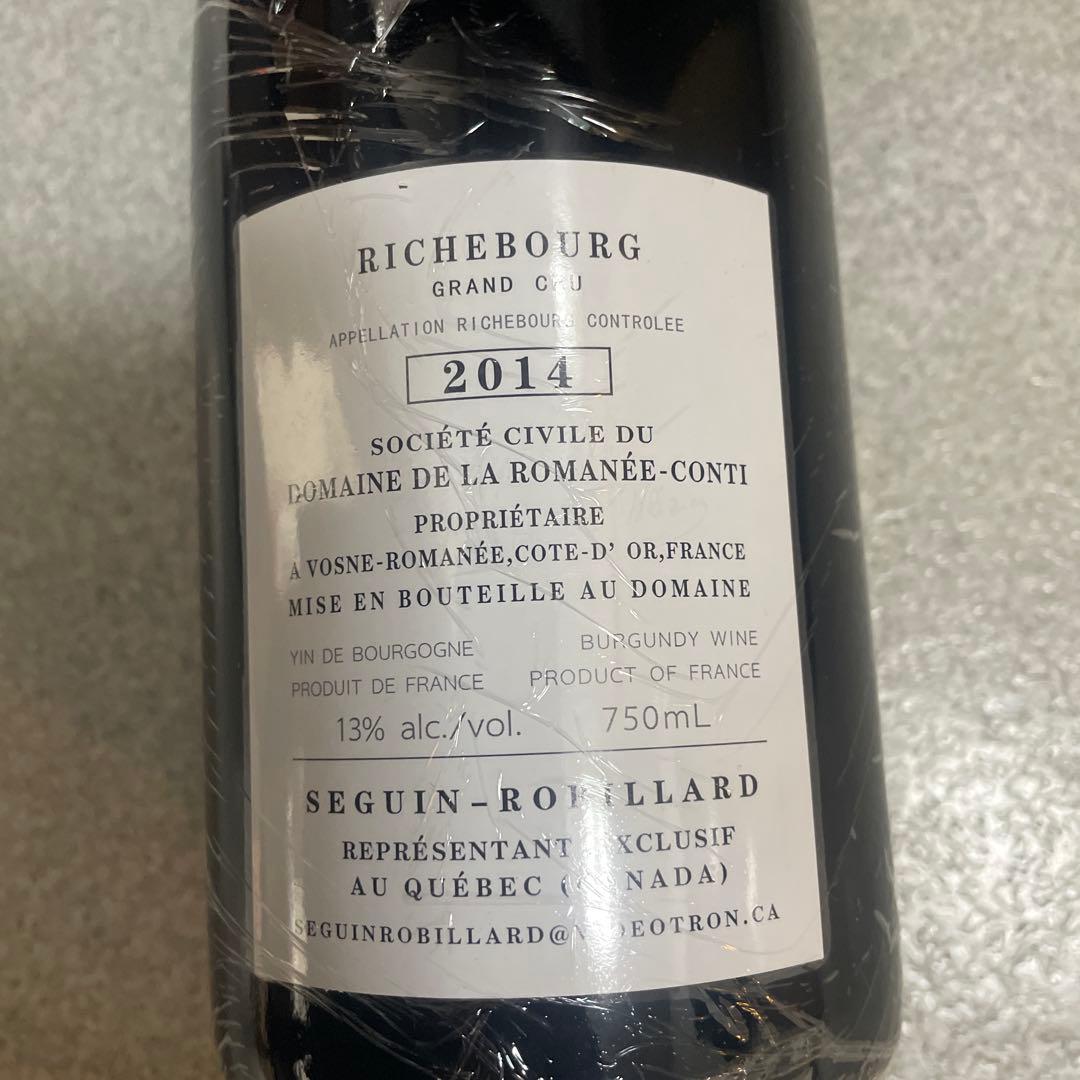 RICHEBOURG
GRAND CRU
APPELLATION RICHEBOURG CONTROLEE
2014
SOCIÉTÉ CIVILE DU
DOMAINE DE LA ROMANÉE-CONTI
PROPRIÉTAIRE
A VOSNE-ROMANÉE,COTE-D' OR,FRANCE
MISE EN BOUTEILLE AU DOMAINE
YIN DE BOURGOGNE BURGUNDY WINE
PRODUIT DE FRANCE PRODUCT OF FRANCE
13% alc./vol. 750mL
SEGUIN-ROBILLARD
REPRÉSENTANT EXCLUSIF
AU QUÉBEC (CANADA)
SEGUINROBILLARD@VIDEOTRON.CA